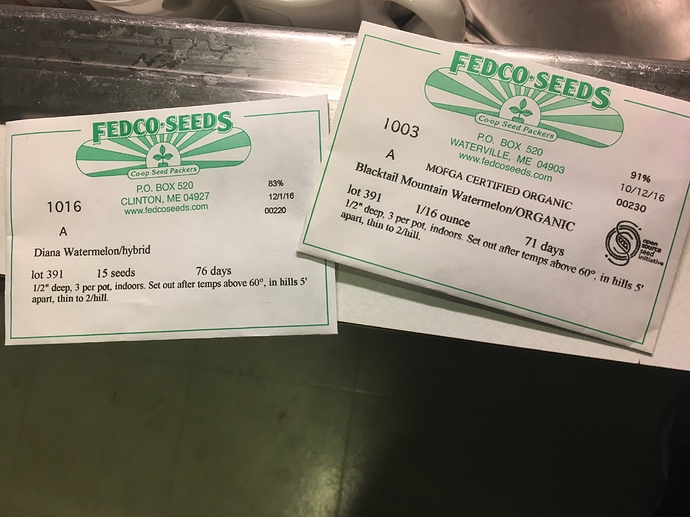 FEDCO·SEEDS
Co-op Seed Packers
P.O. BOX 520
CLINTON, ME 04927
www.fedcoseeds.com
83%
12/1/16
00220
1016
A
Diana Watermelon/hybrid
lot 391 15 seeds 76 days
1/2" deep, 3 per pot, indoors. Set out after temps above 60°, in hills 5'
apart, thin to 2/hill.
FEDCO·SEEDS
Co-op Seed Packers
P.O. BOX 520
WATERVILLE, ME 04903
www.fedcoseeds.com
91%
10/12/16
00230
1003
A
MOFGA CERTIFIED ORGANIC
Blacktail Mountain Watermelon/ORGANIC
lot 391 1/16 ounce 71 days
1/2" deep, 3 per pot, indoors. Set out after temps above 60°, in hills 5'
apart, thin to 2/hill.
open
source
seed
initiative